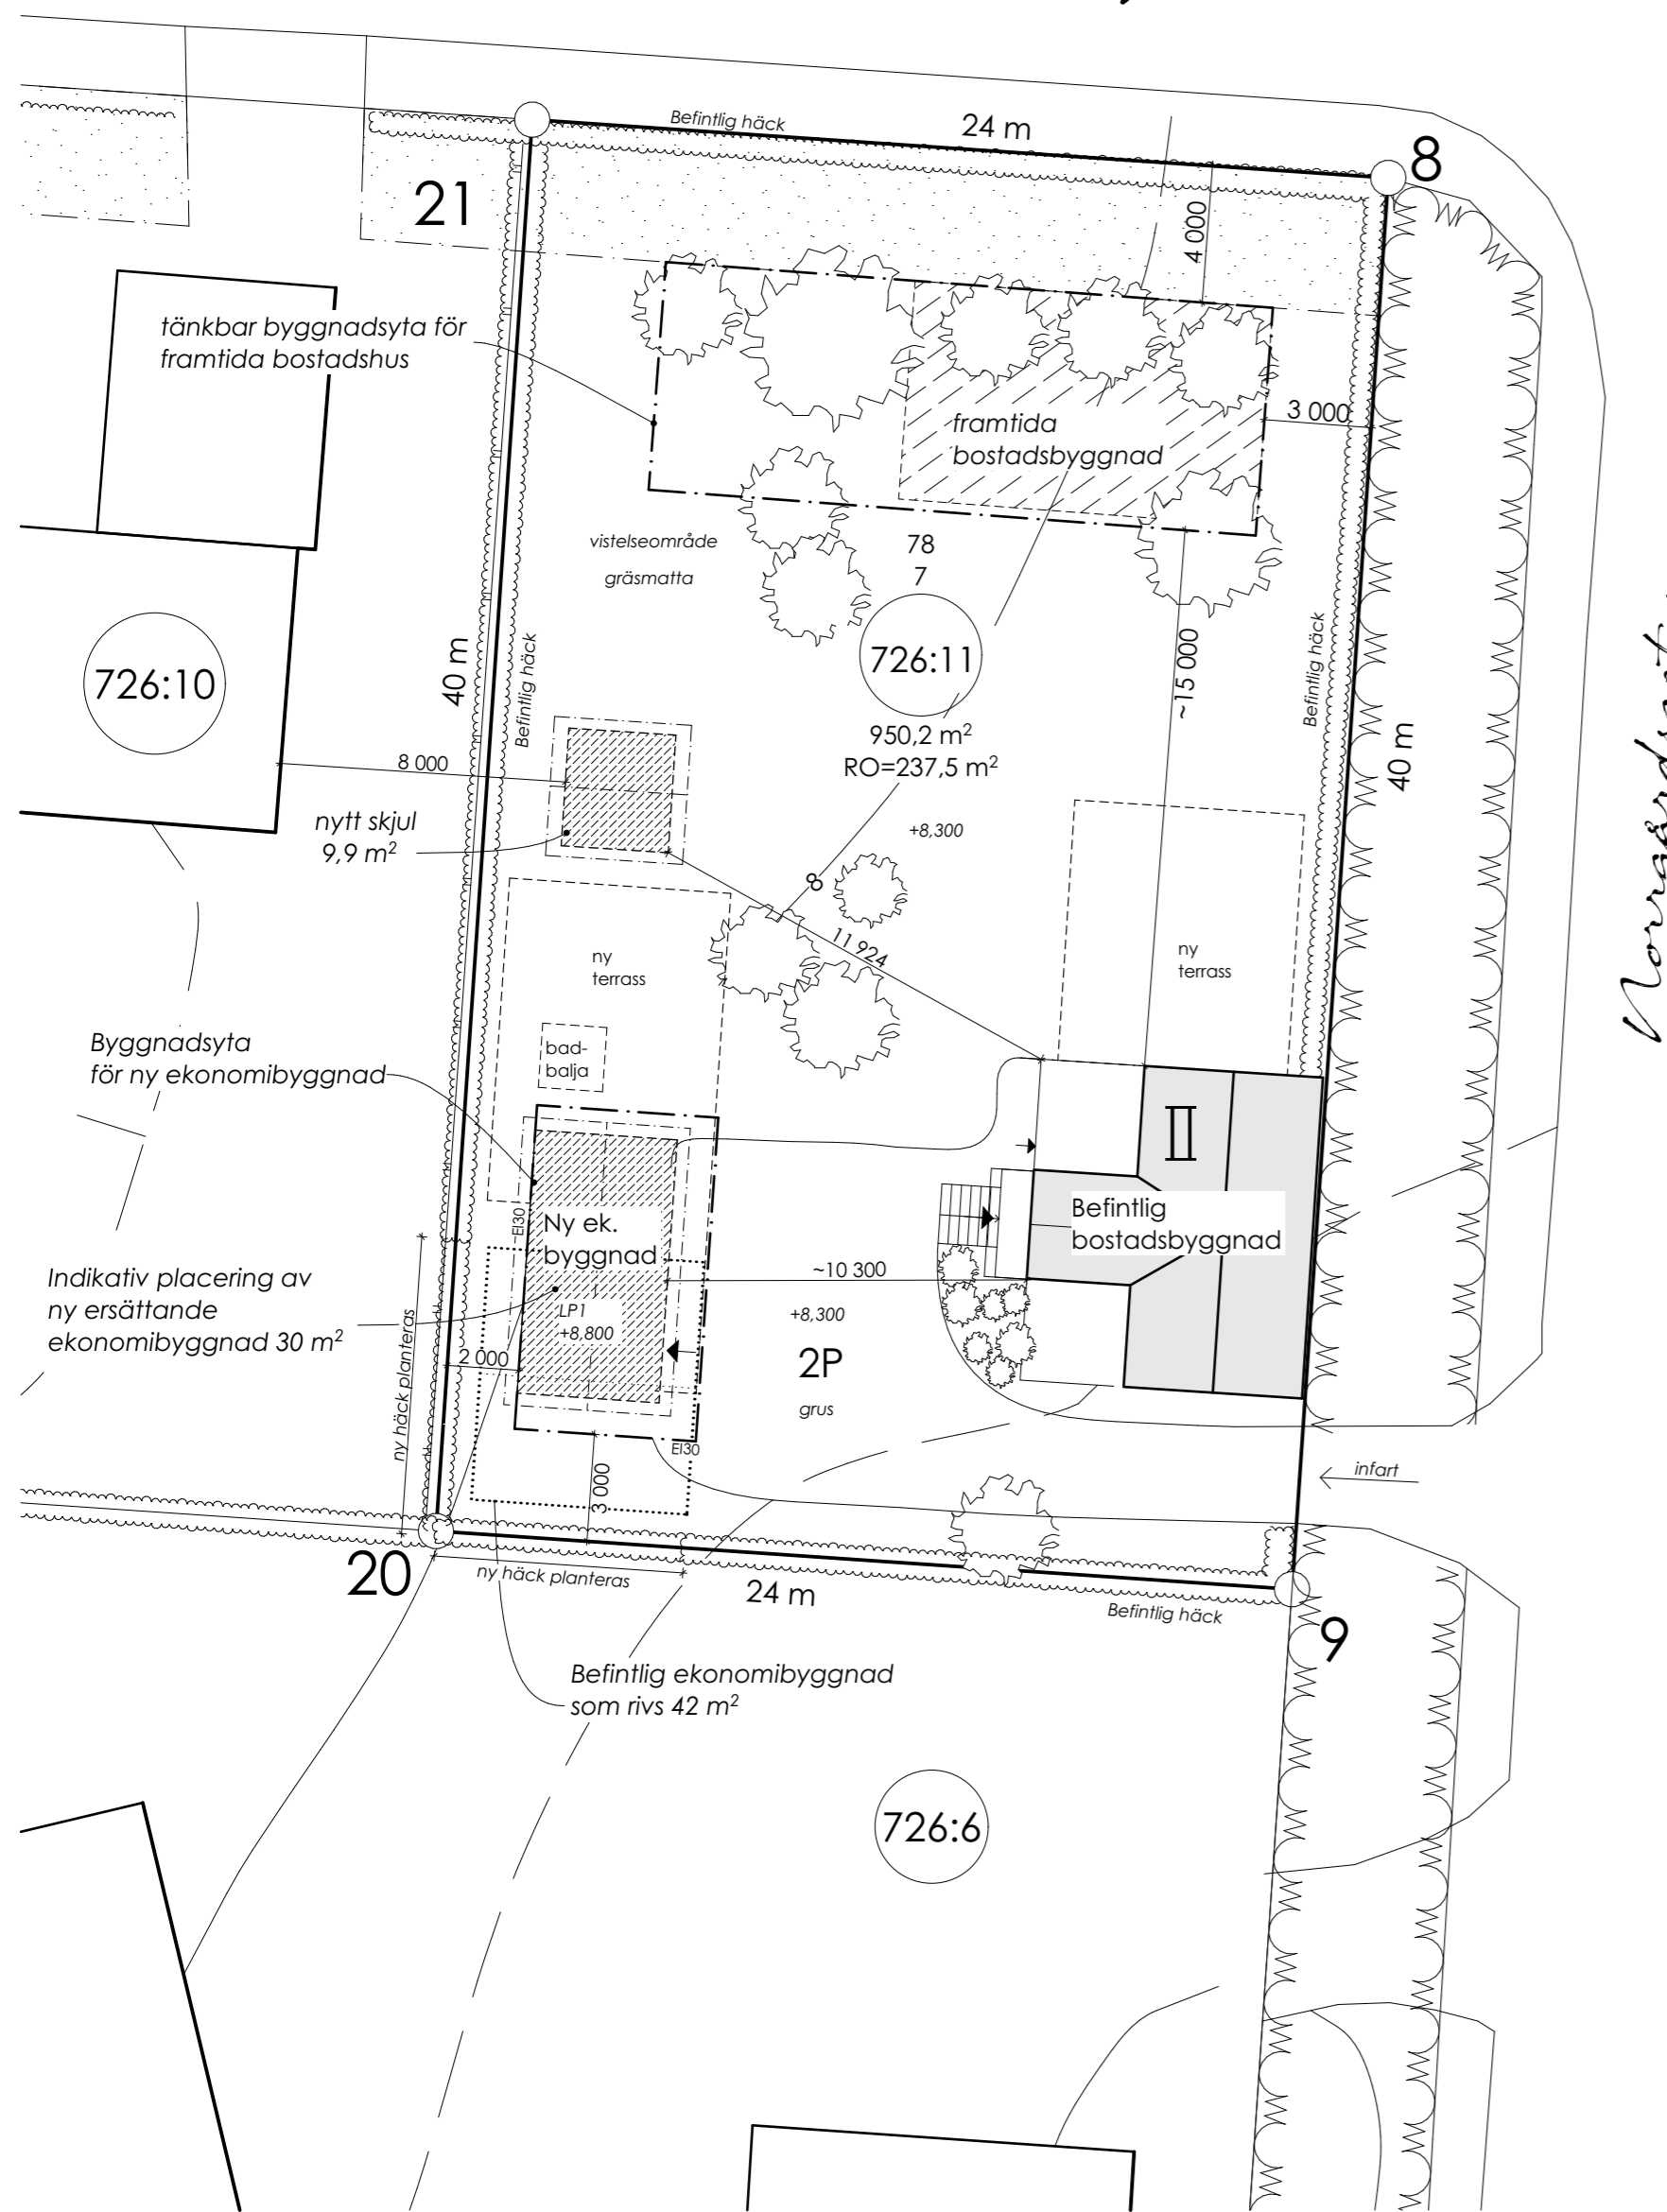 Befintlig häck
24 m
8
21
4 000
tänkbar byggnadsyta för
framtida bostadshus
3 000
framtida
bostadsbyggnad
vistelseområde
gräsmatta
78
7
726:11
950,2 m²
RO=237,5 m²
+8,300
726:10
40 m
Befintlig häck
~15 000
Befintlig häck
40 m
8 000
nytt skjul
9,9 m²
8
11 924
ny
terrass
ny
terrass
bad-
balja
Byggnadsyta
för ny ekonomibyggnad
II
Befintlig
bostadsbyggnad
EI30
Ny ek.
byggnad
~10 300
Indikativ placering av
ny ersättande
ekonomibyggnad 30 m²
LP1
+8,800
+8,300
2P
grus
2 000
ny häck planteras
EI30
3 000
infart
20
ny häck planteras
24 m
Befintlig häck
9
Befintlig ekonomibyggnad
som rivs 42 m²
726:6